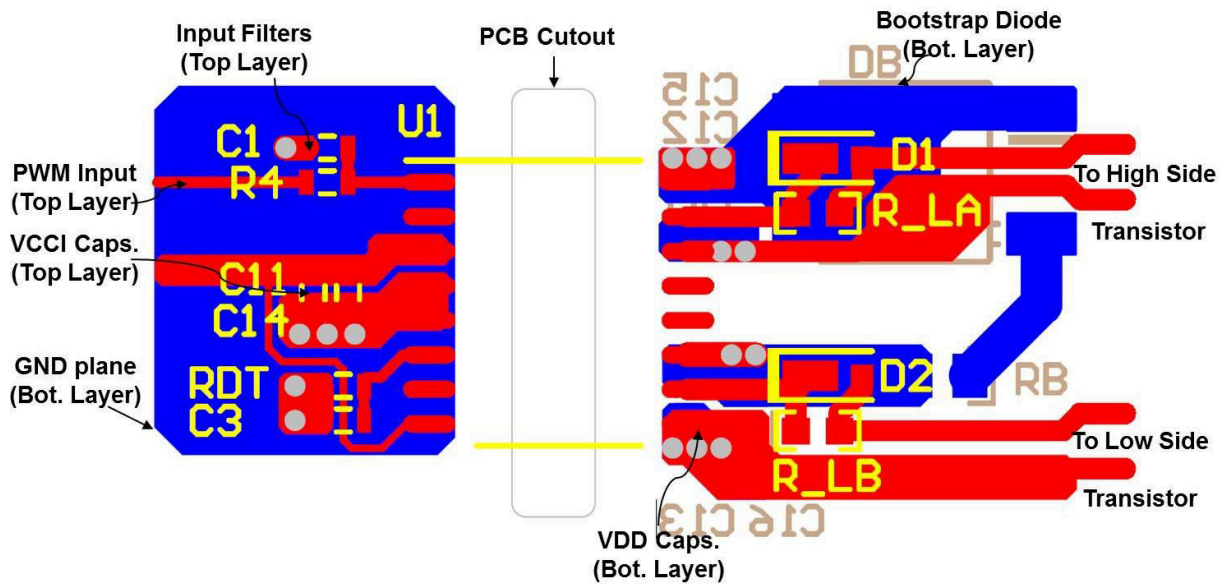 Input Filters
(Top Layer)
PCB Cutout
Bootstrap Diode
(Bot. Layer)
DB
C15
C12
U1
C1
D1
PWM Input
(Top Layer)
R4
To High Side
R_LA
Transistor
VCCI Caps.
(Top Layer)
C11
C14
GND plane
(Bot. Layer)
RDT
C3
D2
RB
To Low Side
R_LB
Transistor
C13
C16
VDD Caps.
(Bot. Layer)